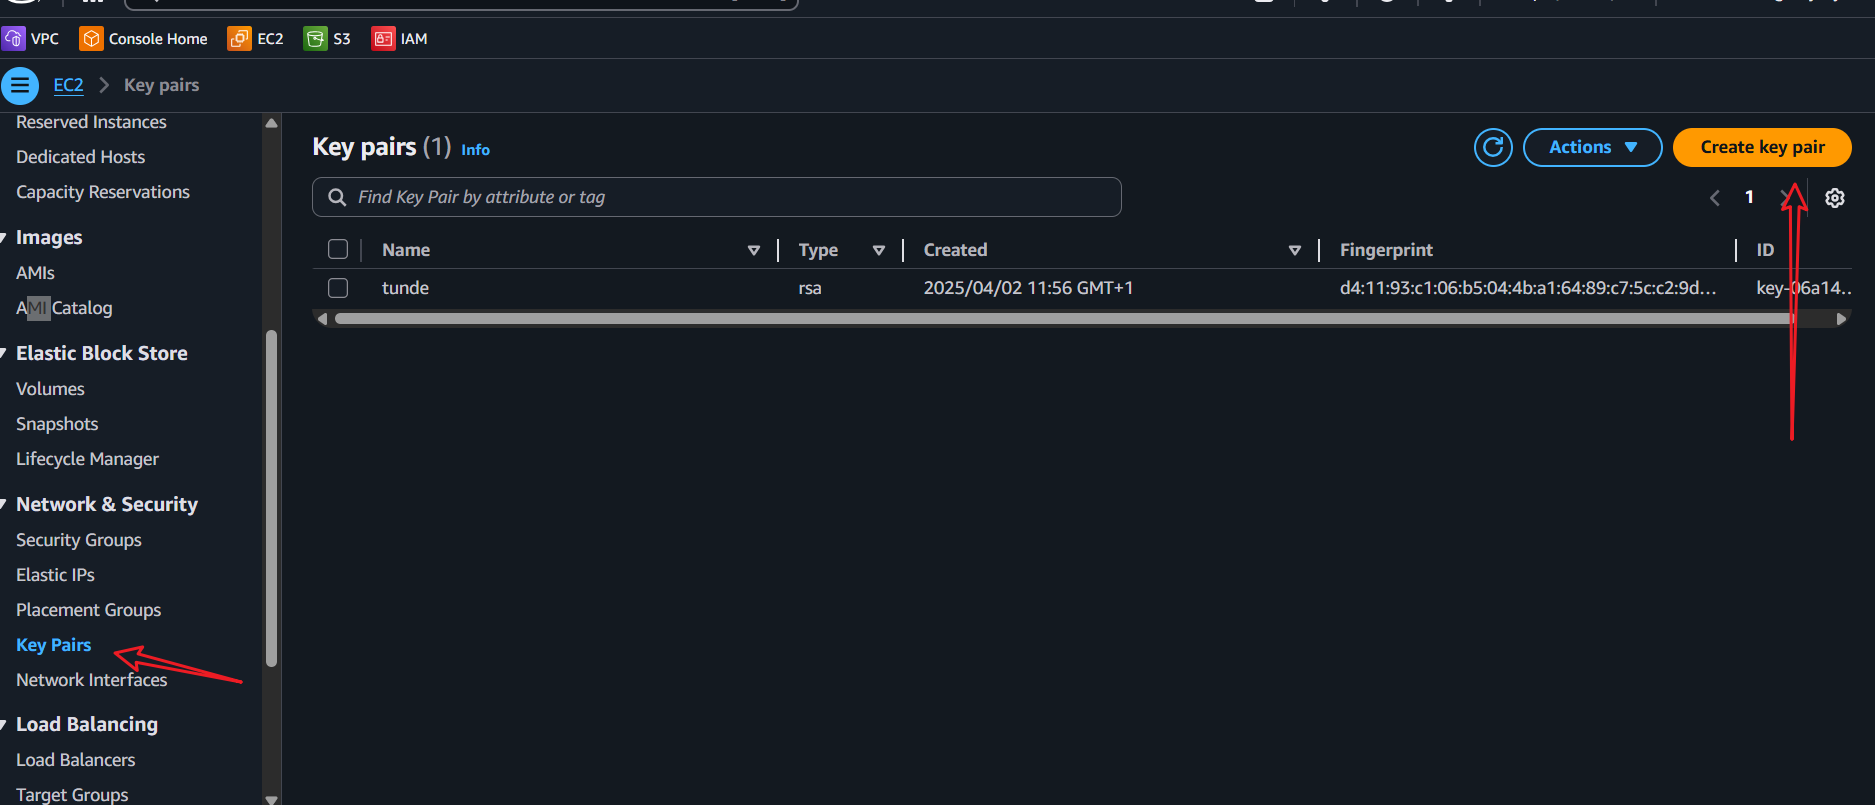 VPC Console Home EC2 S3 IAM
EC2 > Key pairs
Reserved Instances
Dedicated Hosts
Capacity Reservations
Images
AMIs
AMI Catalog
Elastic Block Store
Volumes
Snapshots
Lifecycle Manager
Network & Security
Security Groups
Elastic IPs
Placement Groups
Key Pairs
Network Interfaces
Load Balancing
Load Balancers
Target Groups
Key pairs (1) Info
Actions
Create key pair
Find Key Pair by attribute or tag
1
Name Type Created Fingerprint ID
tunde rsa 2025/04/02 11:56 GMT+1 d4:11:93:c1:06:b5:04:4b:a1:64:89:c7:5c:c2:9d... key-06a14..